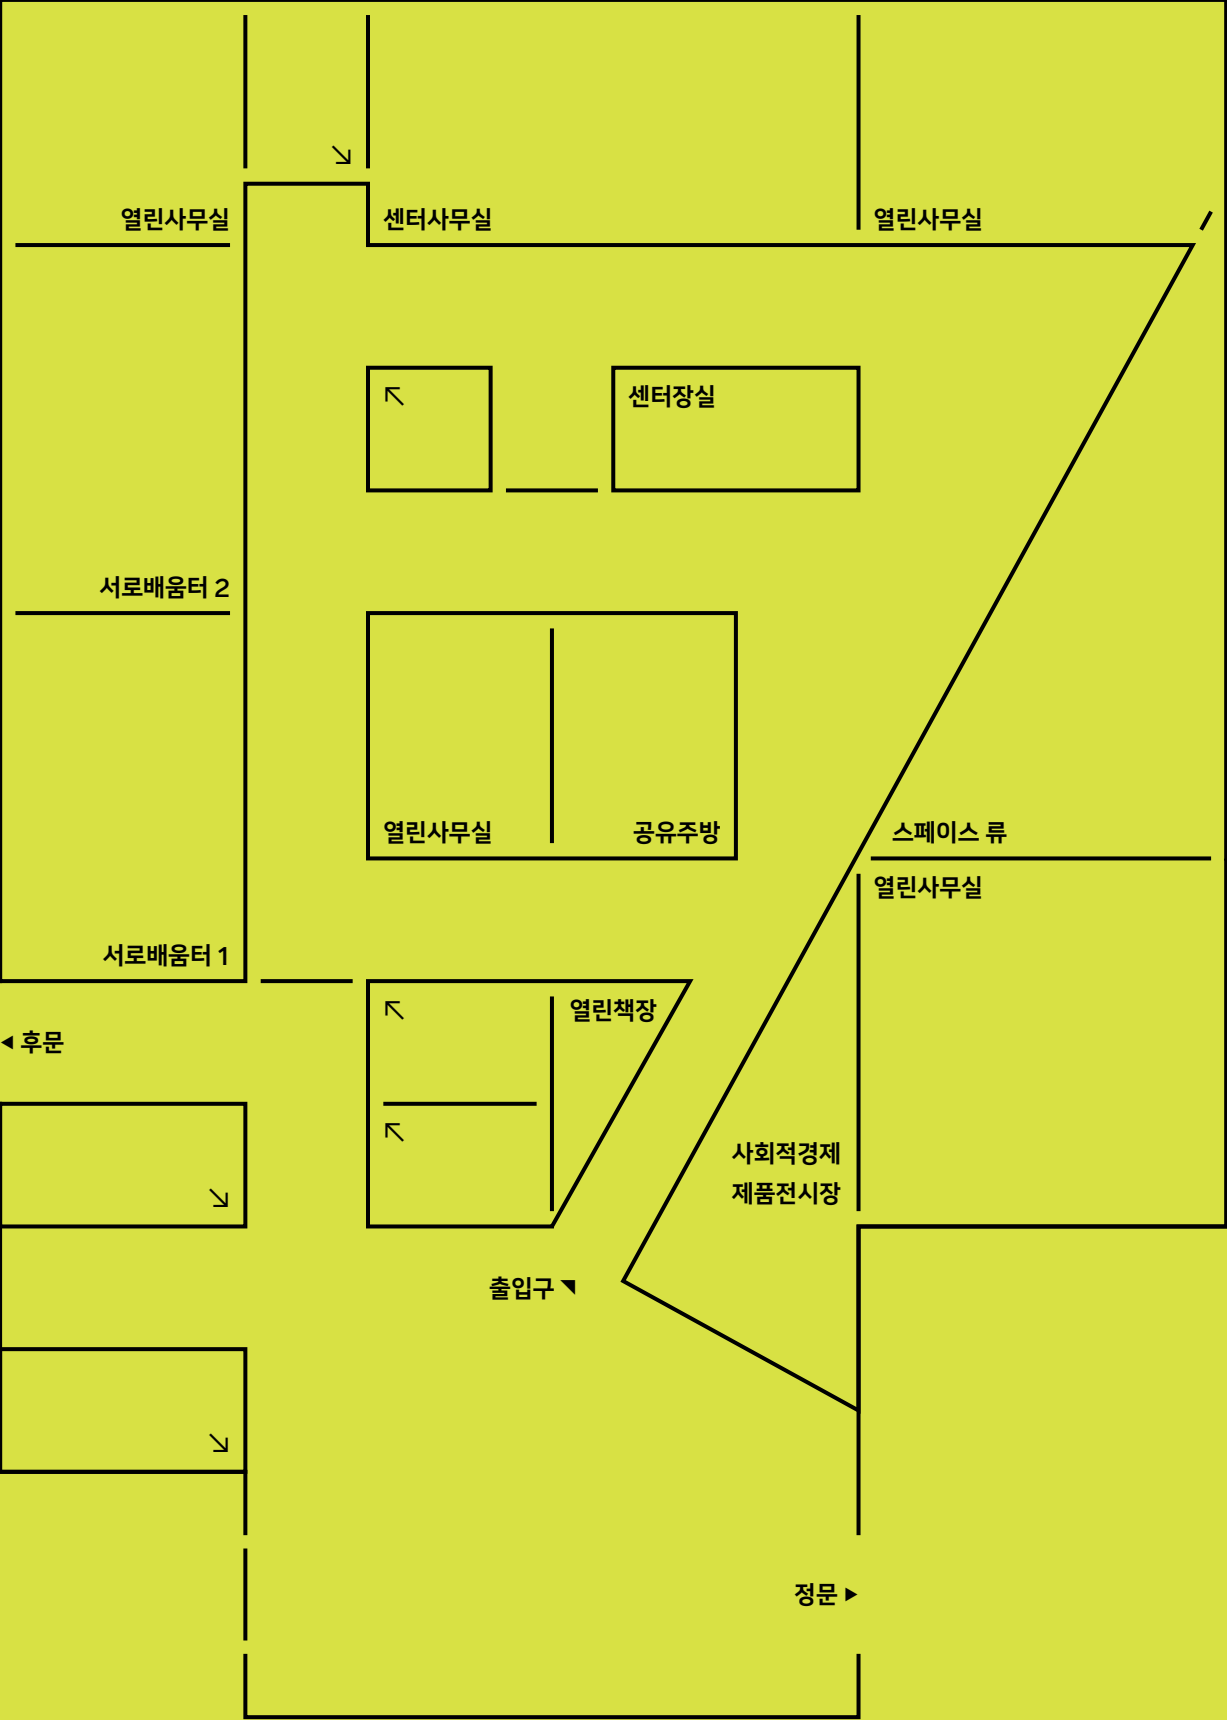 열린사무실
센터사무실
열린사무실
센터장실
서로배움터 2
열린사무실
공유주방
스페이스 류
열린사무실
서로배움터 1
열린책장
후문
사회적경제
제품전시장
출입구
정문